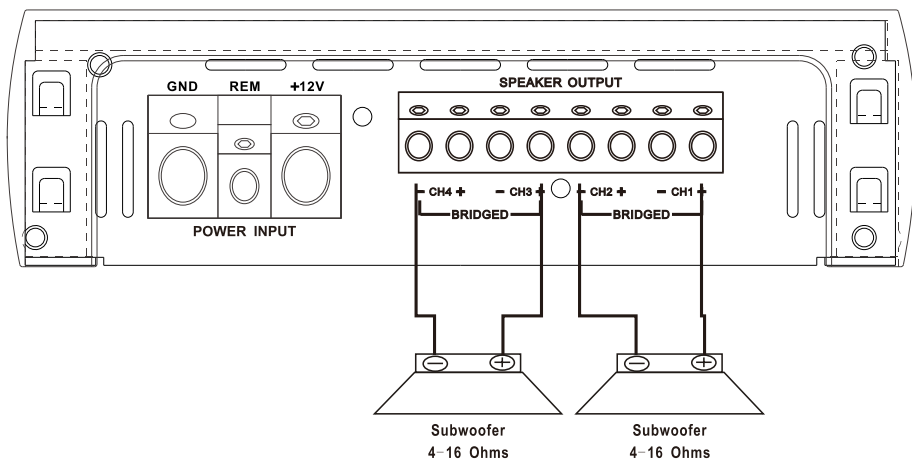 SPEAKER OUTPUT
GND REM +12V
- CH4 + - CH3 + - CH2 + - CH1 +
BRIDGED BRIDGED
POWER INPUT
− + − +
Subwoofer Subwoofer
4-16 Ohms 4-16 Ohms